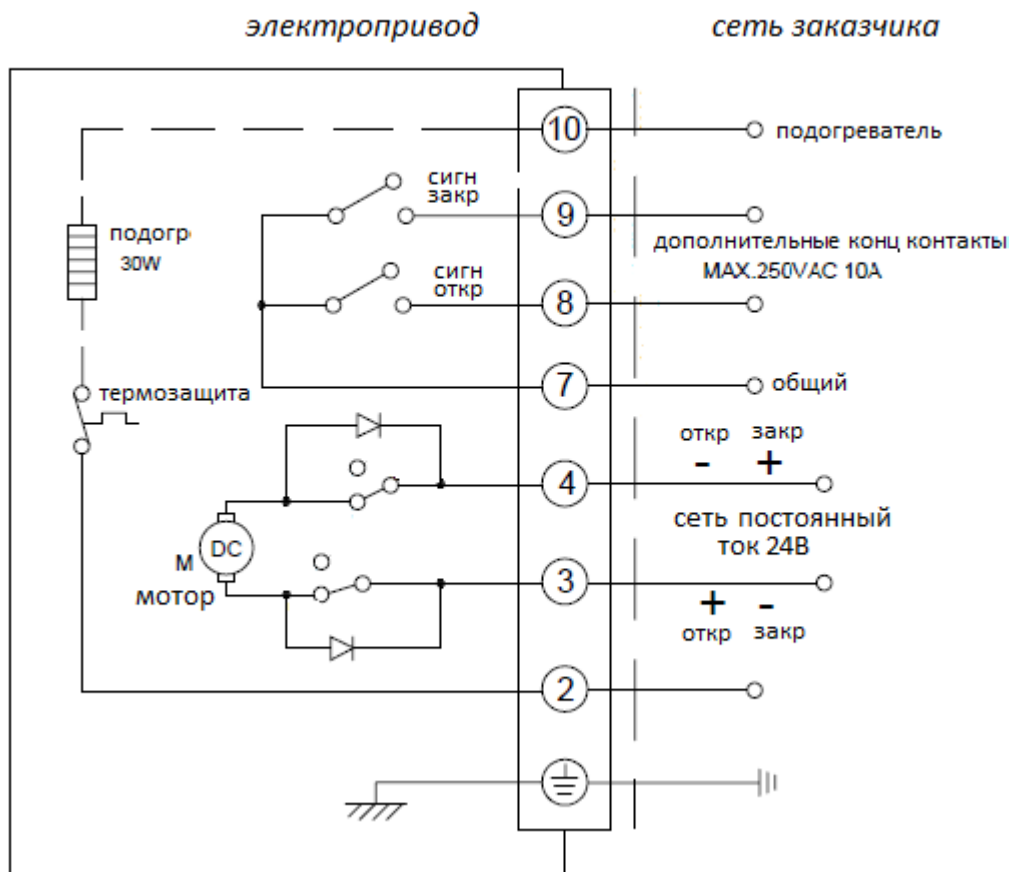 электропривод
сеть заказчика
10
подогреватель
сигн
закр
9
подогр
30W
дополнительные конц контакты
MAX.250VAC 10A
сигн
откр
8
7
общий
термозащита
откр закр
- +
4
сеть постоянный
ток 24В
DC
М
мотор
3
+ -
откр закр
2